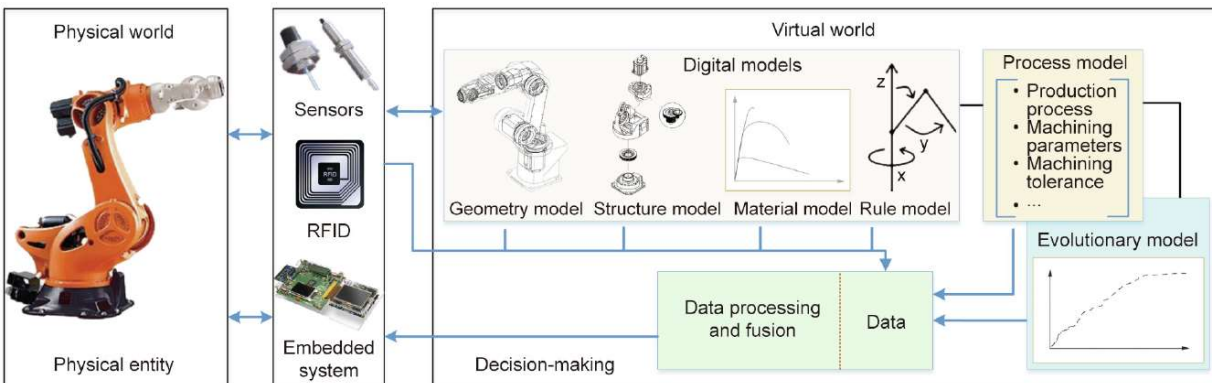 Physical world
Physical entity
Sensors
RFID
RFID
Embedded
system
Virtual world
Digital models
Geometry model
Structure model
Material model
z
y
x
Rule model
Process model
• Production
process
• Machining
parameters
• Machining
tolerance
• ...
Evolutionary model
Data processing
and fusion
Data
Decision-making